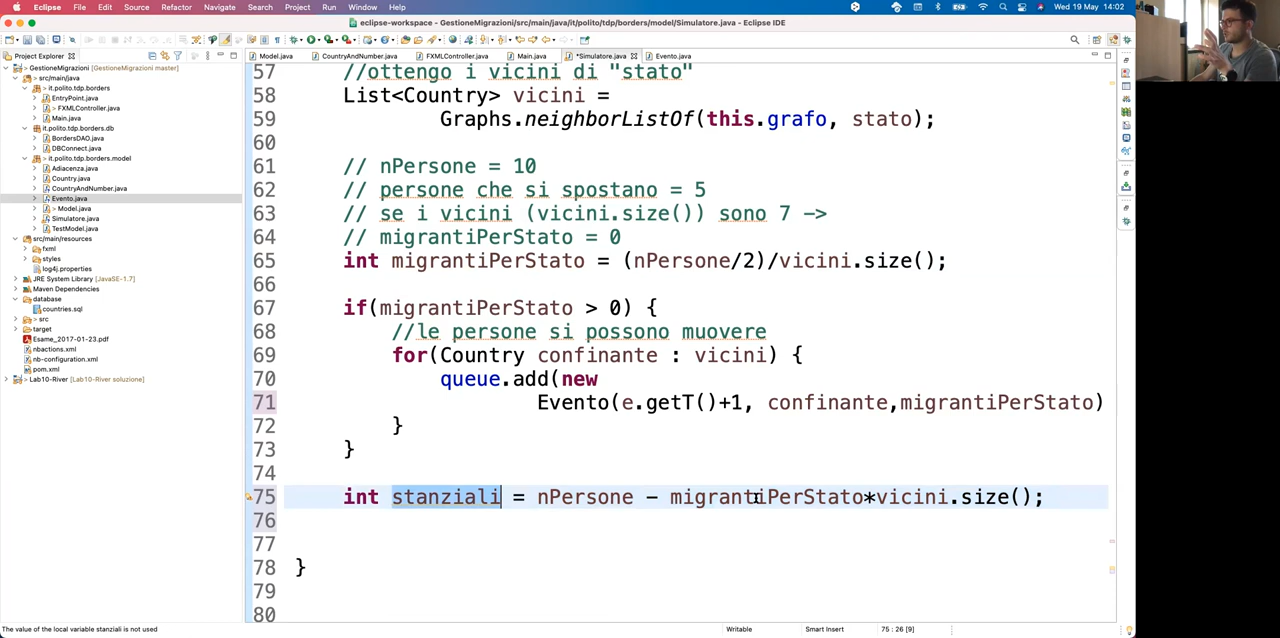 Eclipse File Edit Source Refactor Navigate Search Project Run Window Help Wed 19 May 14:02
eclipse-workspace - GestioneMigrazioni/src/main/java/it/polito/tdp/borders/model/Simulatore.java - Eclipse IDE
Project Explorer
Model.java CountryAndNumber.java FXMLController.java Main.java *Simulatore.java Evento.java
GestioneMigrazioni [GestioneMigrazioni master]
src/main/java
it.polito.tdp.borders
EntryPoint.java
> FXMLController.java
Main.java
it.polito.tdp.borders.db
BordersDAO.java
DBConnect.java
it.polito.tdp.borders.model
Adiacenza.java
Country.java
CountryAndNumber.java
Evento.java
> Model.java
Simulatore.java
TestModel.java
src/main/resources
fxml
styles
log4j.properties
JRE System Library [JavaSE-1.7]
Maven Dependencies
database
countries.sql
> src
target
Esame_2017-01-23.pdf
nbactions.xml
nb-configuration.xml
pom.xml
Lab10-River [Lab10-River soluzione]
57 //ottengo i vicini di "stato"
58 List<Country> vicini =
59 Graphs.neighborListOf(this.grafo, stato);
60
61 // nPersone = 10
62 // persone che si spostano = 5
63 // se i vicini (vicini.size()) sono 7 ->
64 // migrantiPerStato = 0
65 int migrantiPerStato = (nPersone/2)/vicini.size();
66
67 if(migrantiPerStato > 0) {
68 //le persone si possono muovere
69 for(Country confinante : vicini) {
70 queue.add(new
71 Evento(e.getT()+1, confinante,migrantiPerStato)
72 }
73 }
74
75 int stanziali = nPersone - migrantiPerStato*vicini.size();
76
77
78 }
79
80
The value of the local variable stanziali is not used Writable Smart Insert 75 : 26 [9]